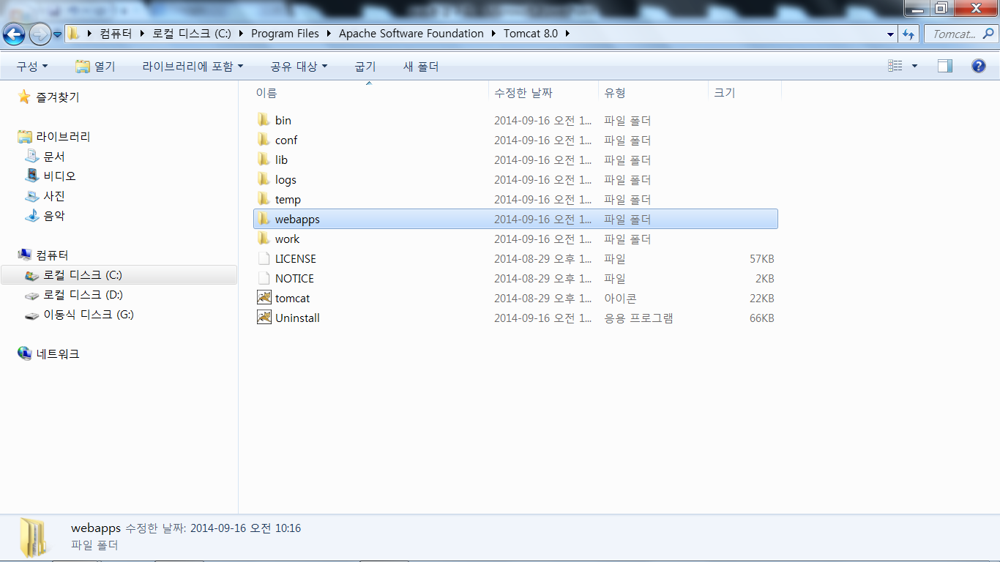 컴퓨터 로컬 디스크 (C:) Program Files Apache Software Foundation Tomcat 8.0 Tomcat...
구성 열기 라이브러리에 포함 공유 대상 굽기 새 폴더
즐겨찾기
라이브러리
문서
비디오
사진
음악
컴퓨터
로컬 디스크 (C:)
로컬 디스크 (D:)
이동식 디스크 (G:)
네트워크
이름 수정한 날짜 유형 크기
bin 2014-09-16 오전 1... 파일 폴더
conf 2014-09-16 오전 1... 파일 폴더
lib 2014-09-16 오전 1... 파일 폴더
logs 2014-09-16 오전 1... 파일 폴더
temp 2014-09-16 오전 1... 파일 폴더
webapps 2014-09-16 오전 1... 파일 폴더
work 2014-09-16 오전 1... 파일 폴더
LICENSE 2014-08-29 오후 1... 파일 57KB
NOTICE 2014-08-29 오후 1... 파일 2KB
tomcat 2014-08-29 오후 1... 아이콘 22KB
Uninstall 2014-09-16 오전 1... 응용 프로그램 66KB
webapps 수정한 날짜: 2014-09-16 오전 10:16
파일 폴더